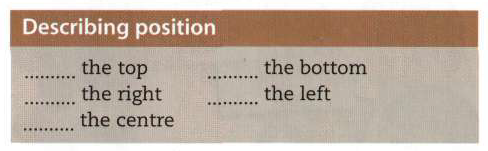 Describing position
.......... the top .......... the bottom
.......... the right .......... the left
.......... the centre